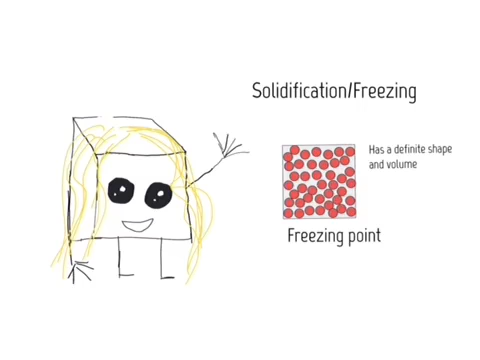 Solidification/Freezing
Has a definite shape
and volume
Freezing point